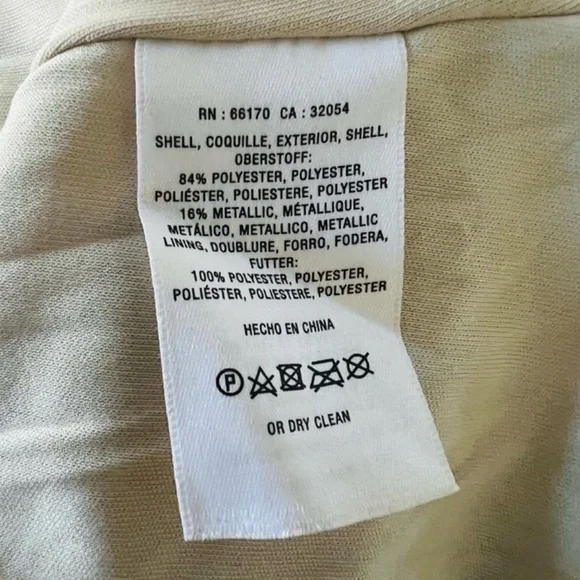 RN : 66170 CA : 32054
SHELL, COQUILLE, EXTERIOR, SHELL,
OBERSTOFF:
84% POLYESTER, POLYESTER,
POLIÉSTER, POLIESTERE, POLYESTER
16% METALLIC, MÉTALLIQUE,
METÁLICO, METALLICO, METALLIC
LINING, DOUBLURE, FORRO, FODERA,
FUTTER:
100% POLYESTER, POLYESTER,
POLIÉSTER, POLIESTERE, POLYESTER
HECHO EN CHINA
P
OR DRY CLEAN